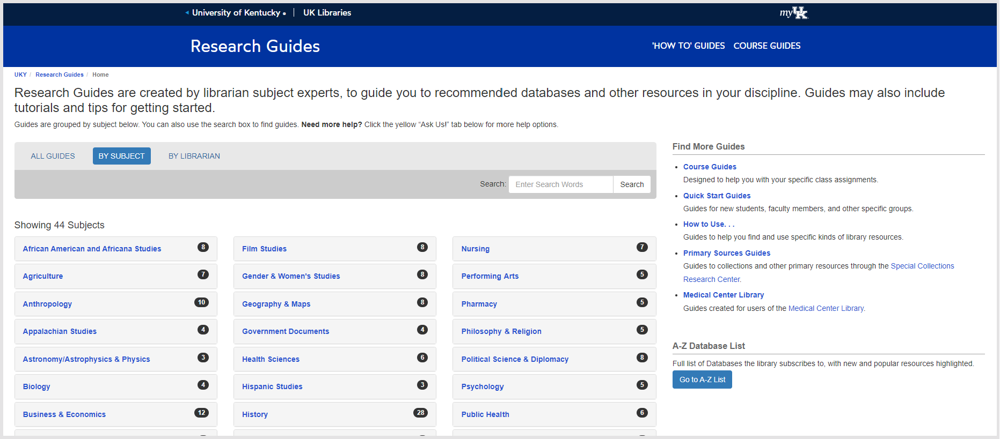 University of Kentucky
UK Libraries
my UK
Research Guides
'HOW TO' GUIDES
COURSE GUIDES
UKY / Research Guides / Home
Research Guides are created by librarian subject experts, to guide you to recommended databases and other resources in your discipline. Guides may also include
tutorials and tips for getting started.
Guides are grouped by subject below. You can also use the search box to find guides. Need more help? Click the yellow “Ask Us!” tab below for more help options.
ALL GUIDES
BY SUBJECT
BY LIBRARIAN
Search: Enter Search Words Search
Showing 44 Subjects
African American and Africana Studies 8
Agriculture 7
Anthropology 10
Appalachian Studies 4
Astronomy/Astrophysics & Physics 3
Biology 4
Business & Economics 12
Film Studies 8
Gender & Women's Studies 8
Geography & Maps 8
Government Documents 4
Health Sciences 6
Hispanic Studies 3
History 28
Nursing 7
Performing Arts 5
Pharmacy 5
Philosophy & Religion 5
Political Science & Diplomacy 8
Psychology 5
Public Health 6
Find More Guides
Course Guides
Designed to help you with your specific class assignments.
Quick Start Guides
Guides for new students, faculty members, and other specific groups.
How to Use. . .
Guides to help you find and use specific kinds of library resources.
Primary Sources Guides
Guides to collections and other primary resources through the Special Collections
Research Center.
Medical Center Library
Guides created for users of the Medical Center Library.
A-Z Database List
Full list of Databases the library subscribes to, with new and popular resources highlighted.
Go to A-Z List